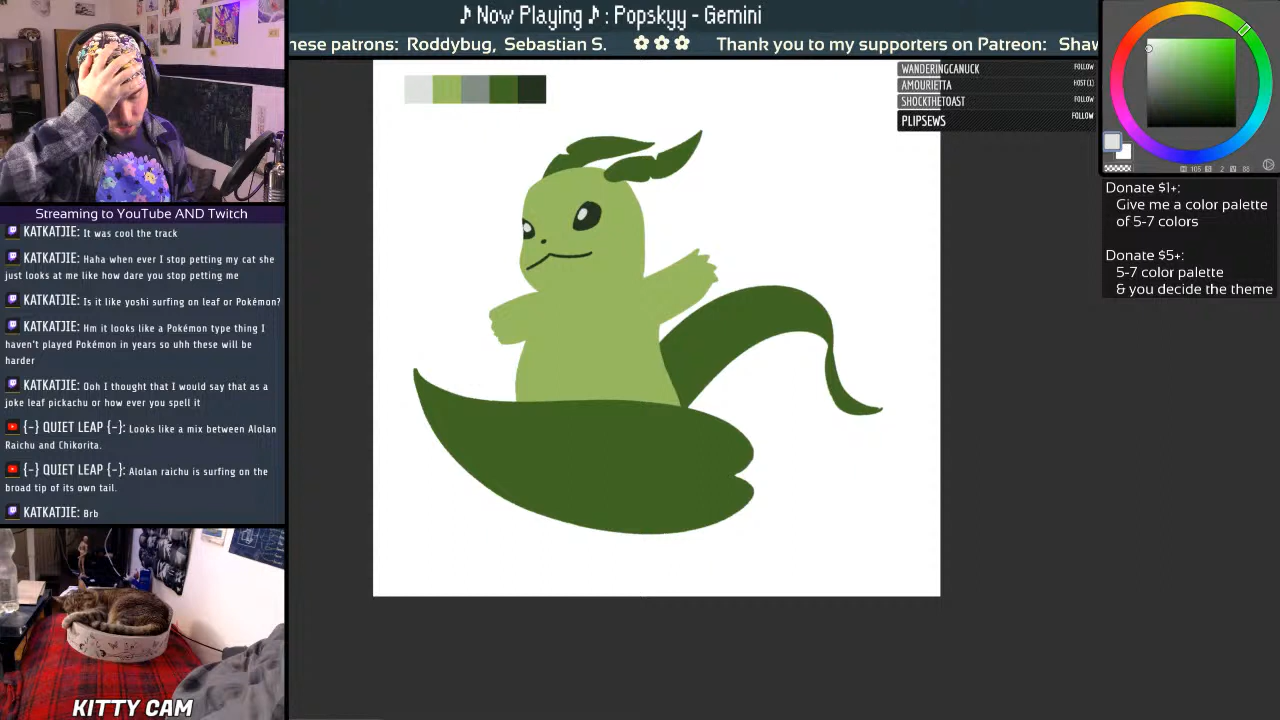 ♪ Now Playing ♪ : Popskyy - Gemini
hese patrons: Roddybug, Sebastian S. ✿ ✿ ✿ Thank you to my supporters on Patreon: Shaw
WANDERINGCANUCK FOLLOW
AMOURIETTA HOST (1)
SHOCKTHETOAST FOLLOW
PLIPSEWS FOLLOW
Donate $1+:
Give me a color palette
of 5-7 colors
Donate $5+:
5-7 color palette
& you decide the theme
Streaming to YouTube AND Twitch
KATKATJIE: It was cool the track
KATKATJIE: Haha when ever I stop petting my cat she
just looks at me like how dare you stop petting me
KATKATJIE: Is it like yoshi surfing on leaf or Pokémon?
KATKATJIE: Hm it looks like a Pokémon type thing I
haven't played Pokémon in years so uhh these will be
harder
KATKATJIE: Ooh I thought that I would say that as a
joke leaf pickachu or how ever you spell it
{-} QUIET LEAP {-}: Looks like a mix between Alolan
Raichu and Chikorita.
{-} QUIET LEAP {-}: Alolan raichu is surfing on the
broad tip of its own tail.
KATKATJIE: Brb
KITTY CAM